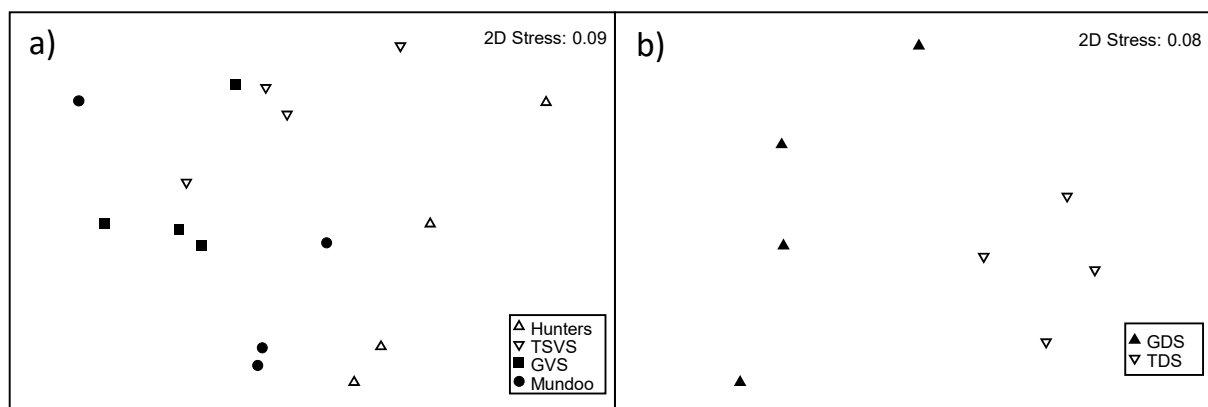 a)
2D Stress: 0.09
Hunters
TSVS
GVS
Mundoo
b)
2D Stress: 0.08
GDS
TDS